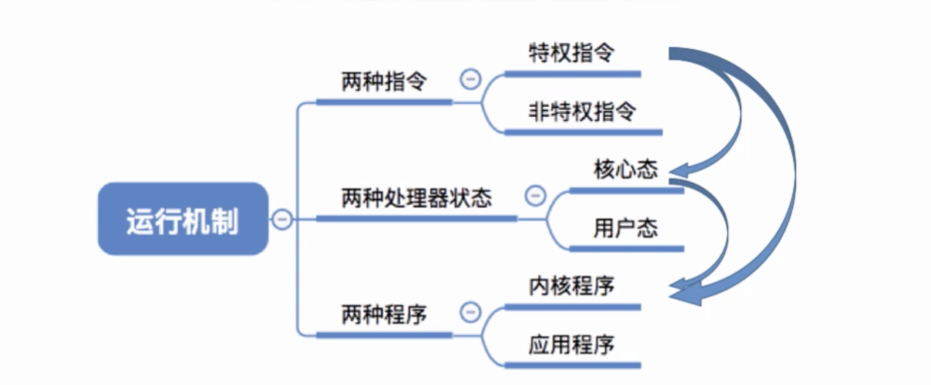 特权指令
两种指令
非特权指令
核心态
两种处理器状态
运行机制
用户态
内核程序
两种程序
应用程序